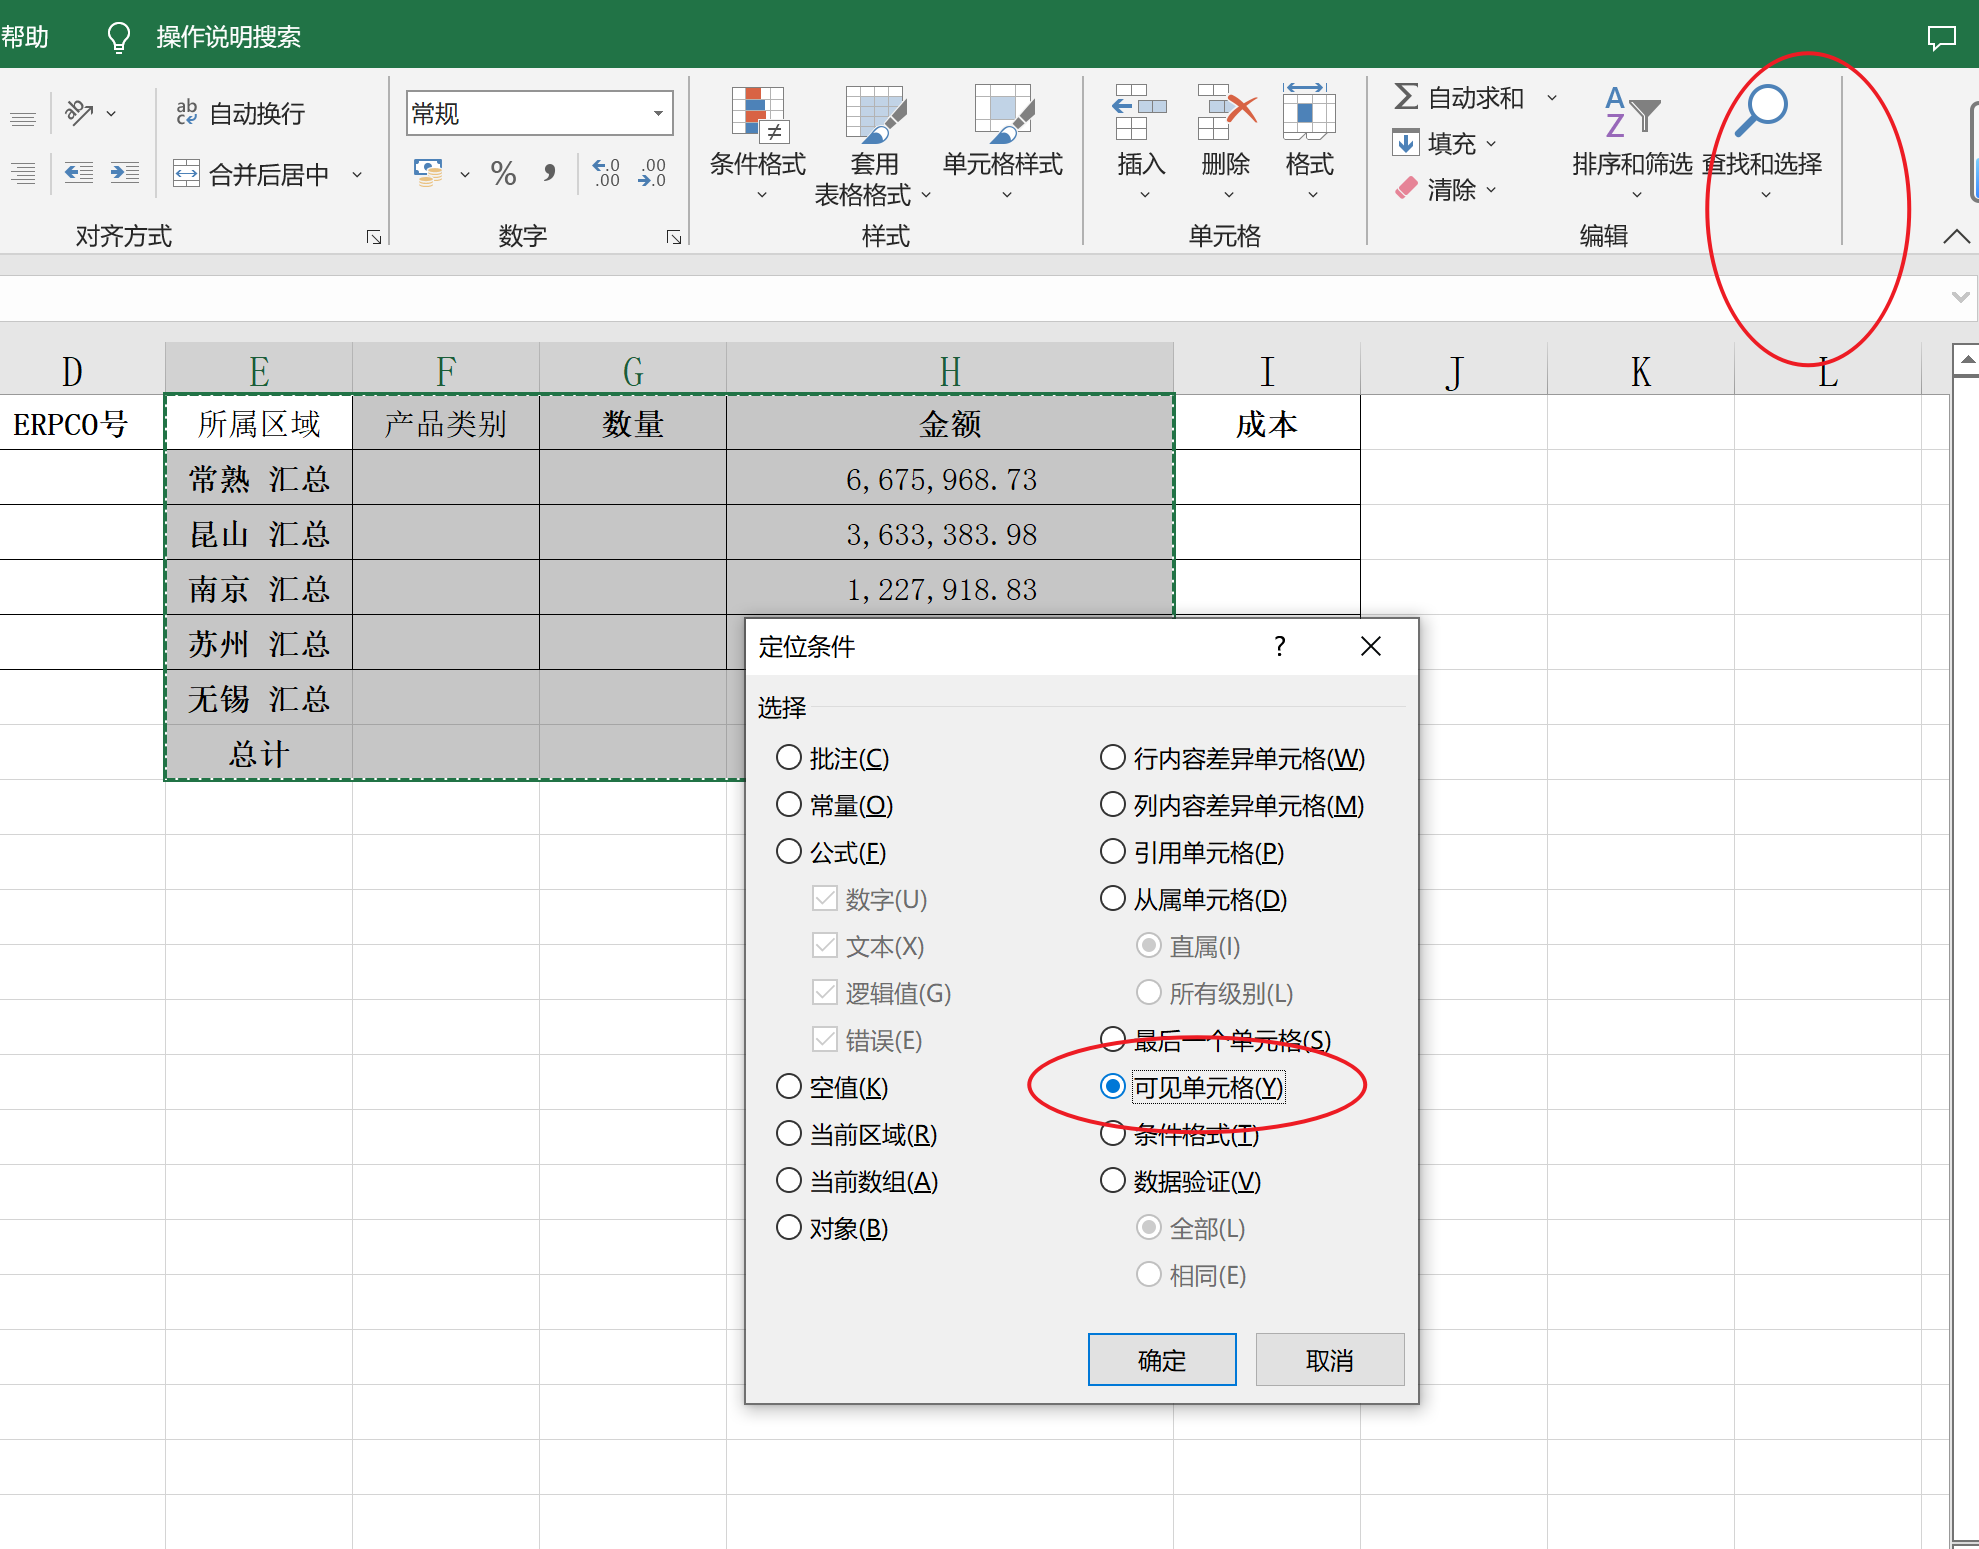 帮助 操作说明搜索
自动换行 常规 自动求和
条件格式 套用 单元格样式 插入 删除 格式 填充 排序和筛选 查找和选择
合并后居中 % 表格格式 清除
对齐方式 数字 样式 单元格 编辑
D E F G H I J K L
ERPCO号 所属区域 产品类别 数量 金额 成本
常熟 汇总 6,675,968.73
昆山 汇总 3,633,383.98
南京 汇总 1,227,918.83
苏州 汇总
无锡 汇总
总计
定位条件 ?
选择
批注(C) 行内容差异单元格(W)
常量(O) 列内容差异单元格(M)
公式(F) 引用单元格(P)
数字(U) 从属单元格(D)
文本(X) 直属(I)
逻辑值(G) 所有级别(L)
错误(E) 最后一个单元格(S)
空值(K) 可见单元格(Y)
当前区域(R) 条件格式(T)
当前数组(A) 数据验证(V)
对象(B) 全部(L)
相同(E)
确定 取消